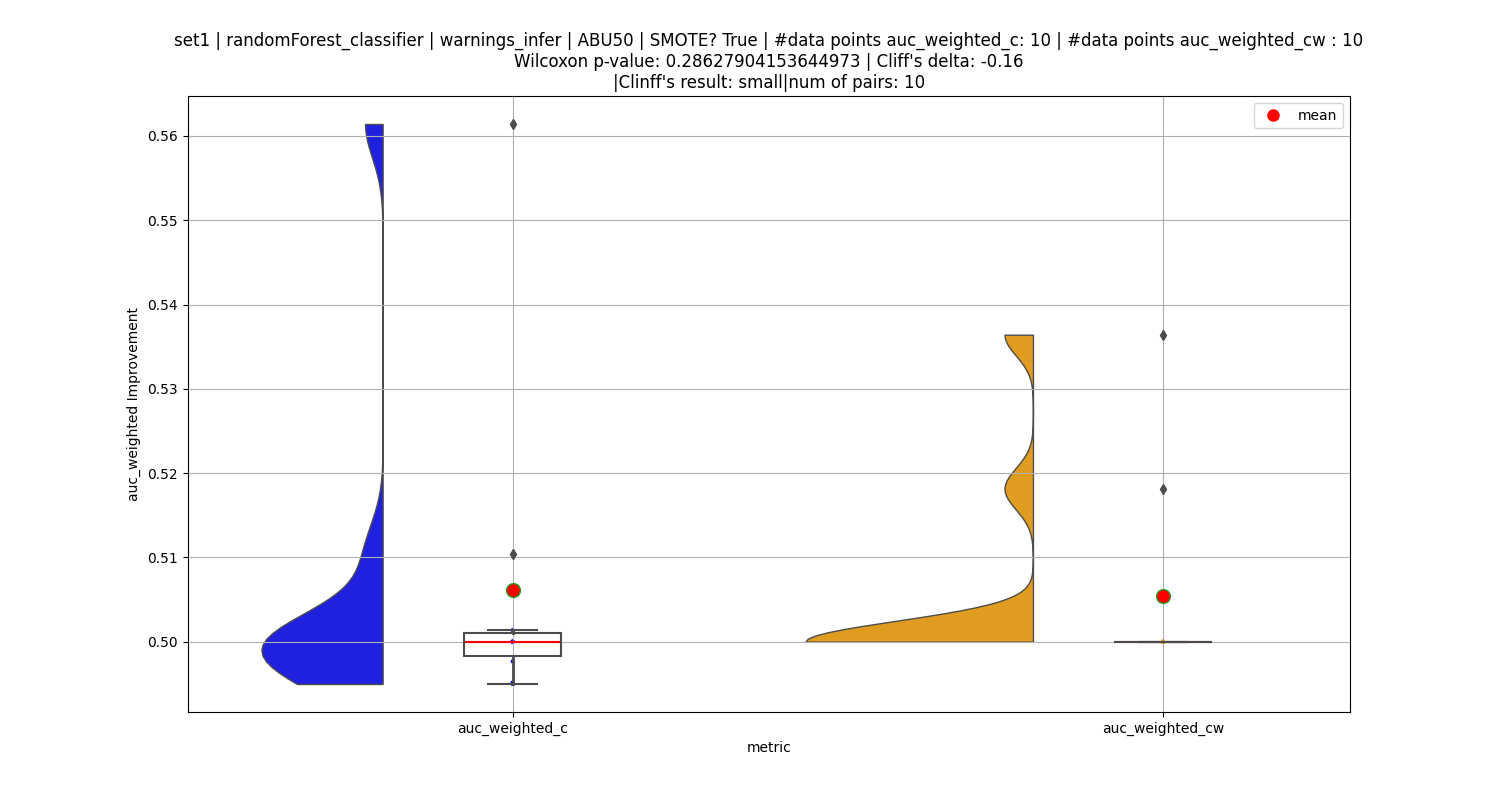 set1 | randomForest_classifier | warnings_infer | ABU50 | SMOTE? True | #data points auc_weighted_c: 10 | #data points auc_weighted_cw : 10
Wilcoxon p-value: 0.28627904153644973 | Cliff's delta: -0.16
|Clinff's result: small|num of pairs: 10
mean
0.56
0.55
0.54
0.53
0.52
0.51
0.50
auc_weighted Improvement
auc_weighted_c
auc_weighted_cw
metric